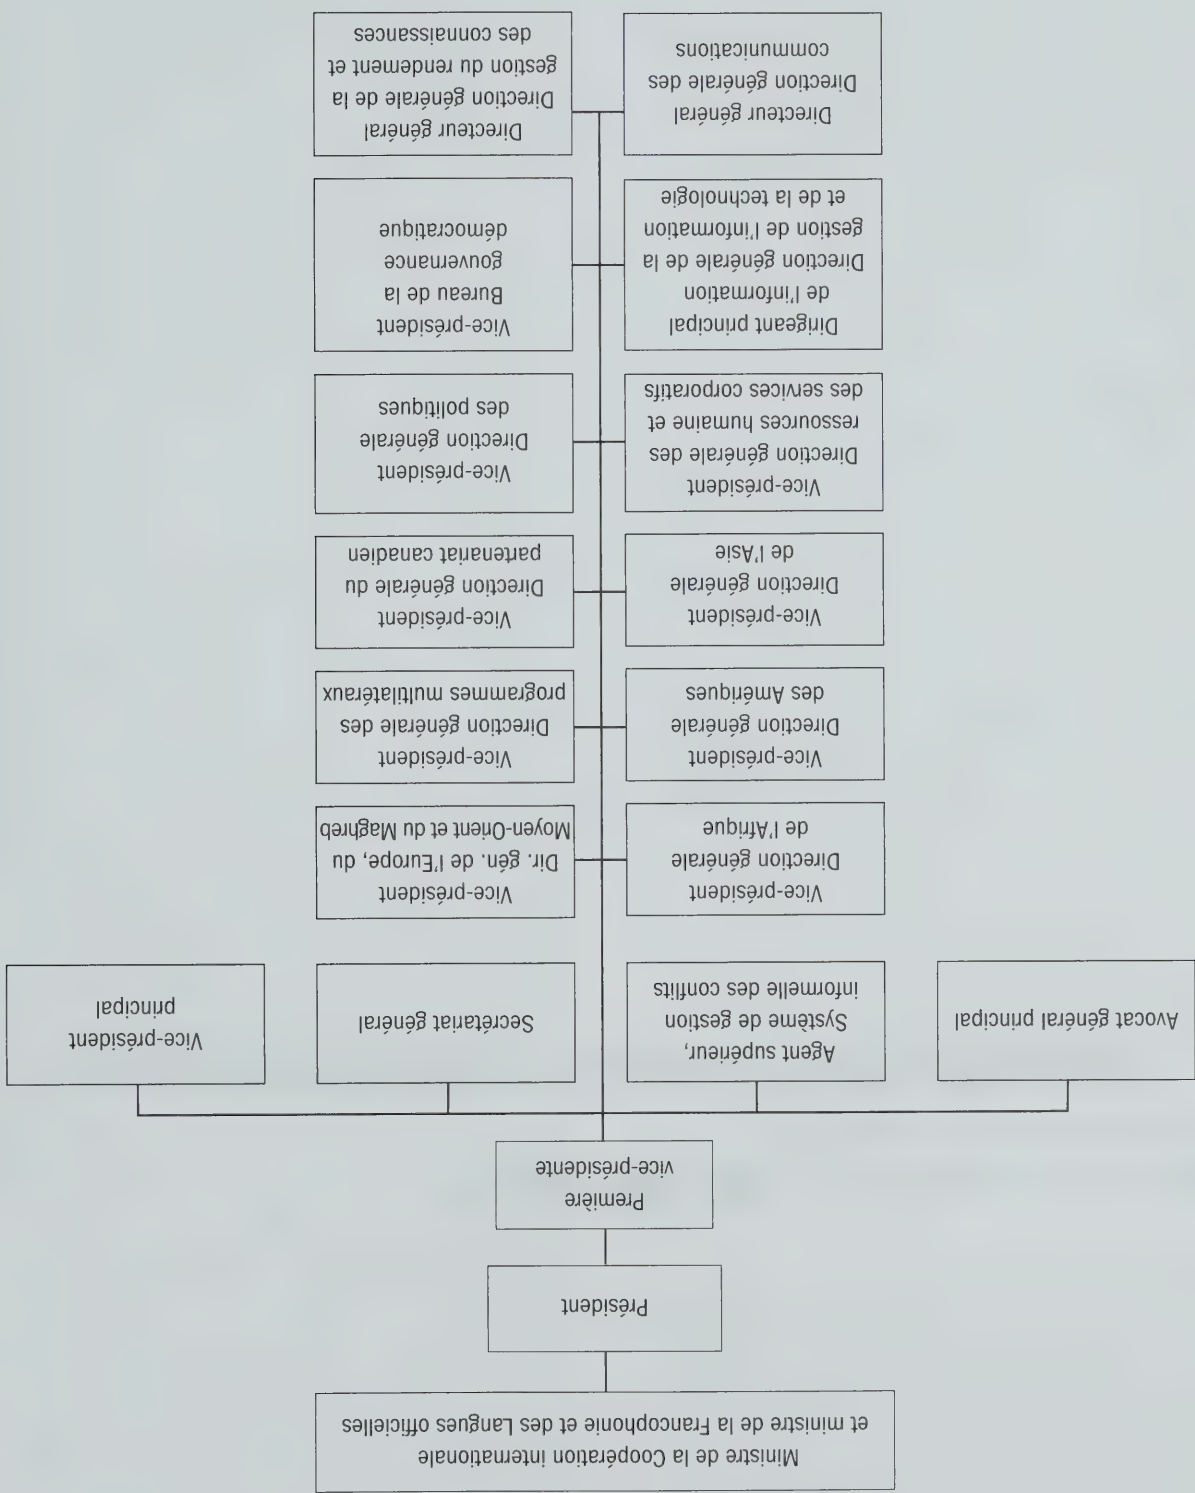 Ministre de la Coopération internationale
et ministre de la Francophonie et des Langues officielles
Président
Première
vice-présidente
Avocat général principal
Agent supérieur,
Système de gestion
informelle des conflits
Secrétariat général
Vice-président
principal
Vice-président
Direction générale
de l'Afrique
Vice-président
Dir. gén. de l'Europe, du
Moyen-Orient et du Maghreb
Vice-président
Direction générale
des Amériques
Vice-président
Direction générale des
programmes multilatéraux
Vice-président
Direction générale
de l'Asie
Vice-président
Direction générale du
partenariat canadien
Vice-président
Direction générale des
ressources humaine et
des services corporatifs
Vice-président
Direction générale
des politiques
Dirigeant principal
de l'information
Direction générale de la
gestion de l'information
et de la technologie
Vice-président
Bureau de la
gouvernance
démocratique
Directeur général
Direction générale des
communications
Directeur général
Direction générale de la
gestion du rendement et
des connaissances